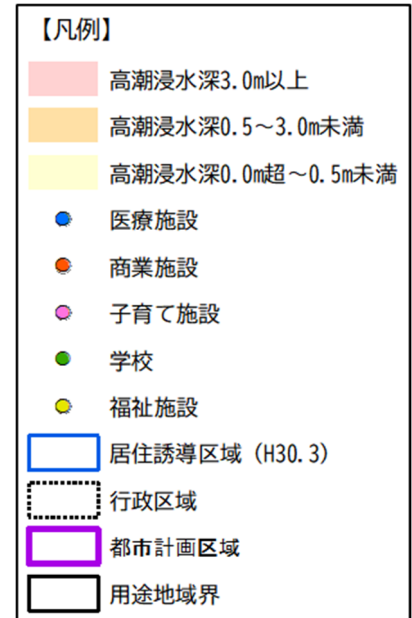 【凡例】
高潮浸水深3.0m以上
高潮浸水深0.5～3.0m未満
高潮浸水深0.0m超～0.5m未満
医療施設
商業施設
子育て施設
学校
福祉施設
居住誘導区域（H30.3）
行政区域
都市計画区域
用途地域界